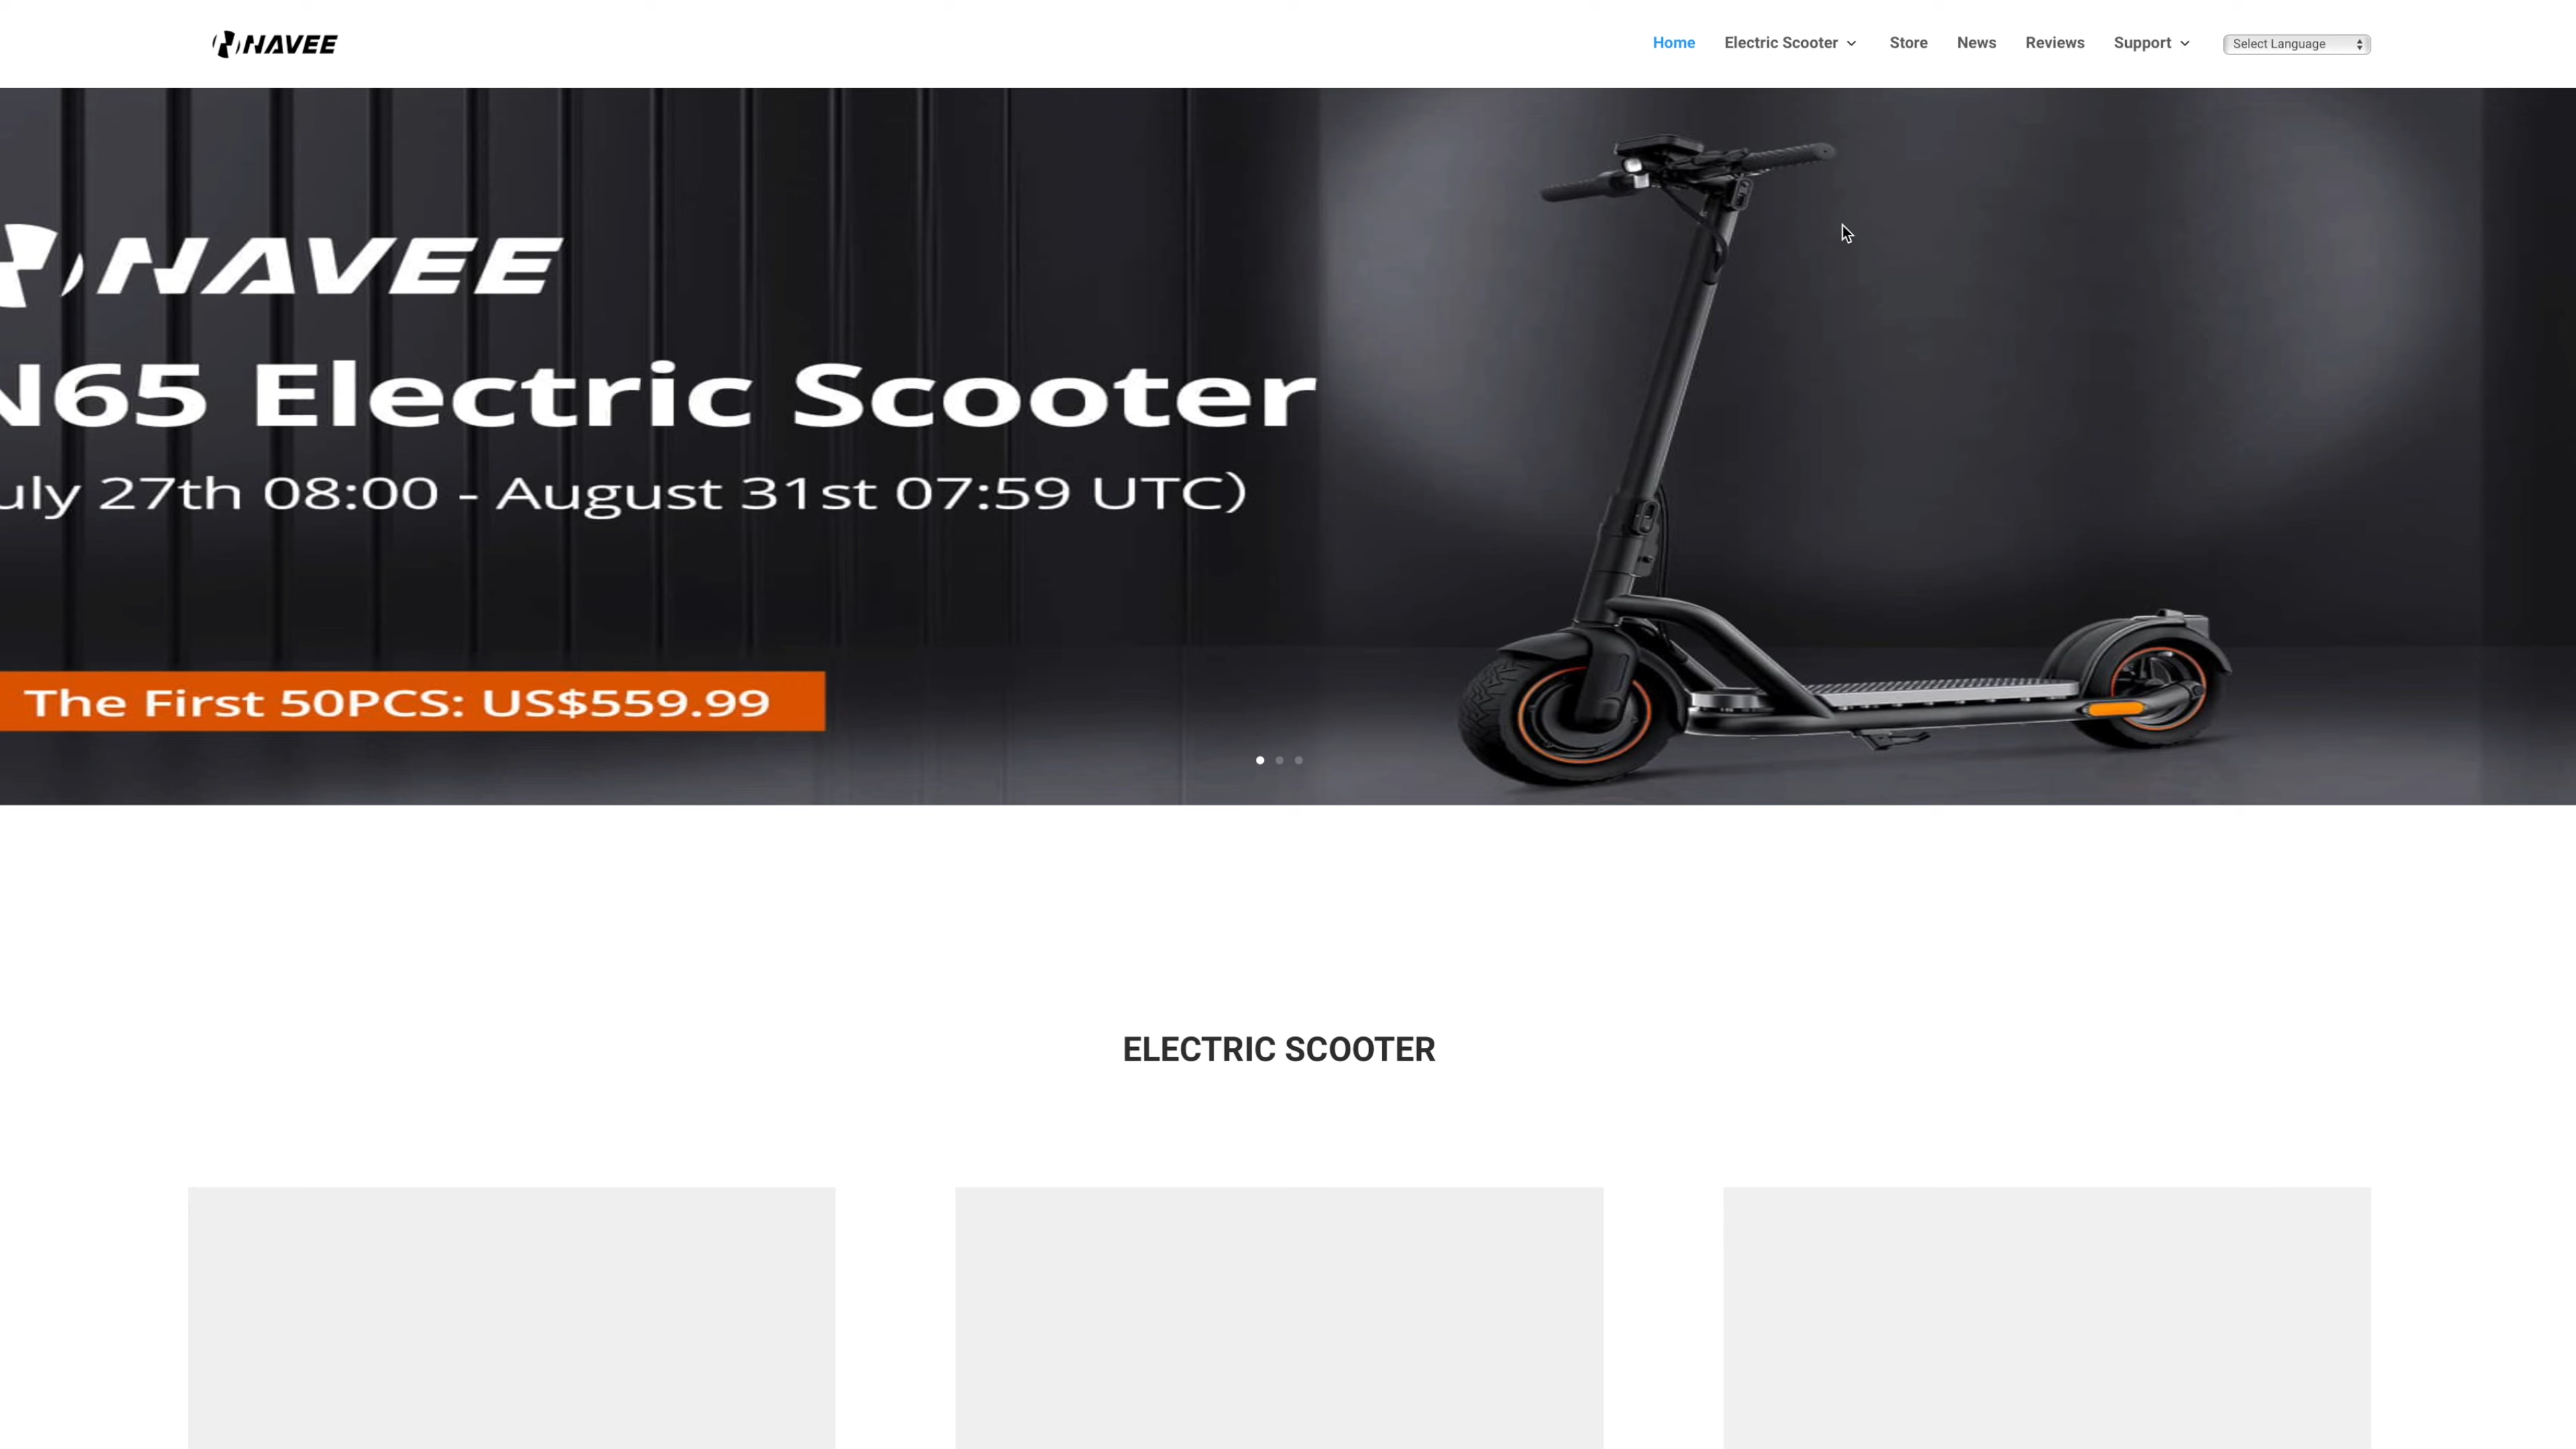 NAVEE
Home
Electric Scooter
Store
News
Reviews
Support
Select Language
NAVEE
N65 Electric Scooter
uly 27th 08:00 - August 31st 07:59 UTC)
The First 50PCS: US$559.99
ELECTRIC SCOOTER